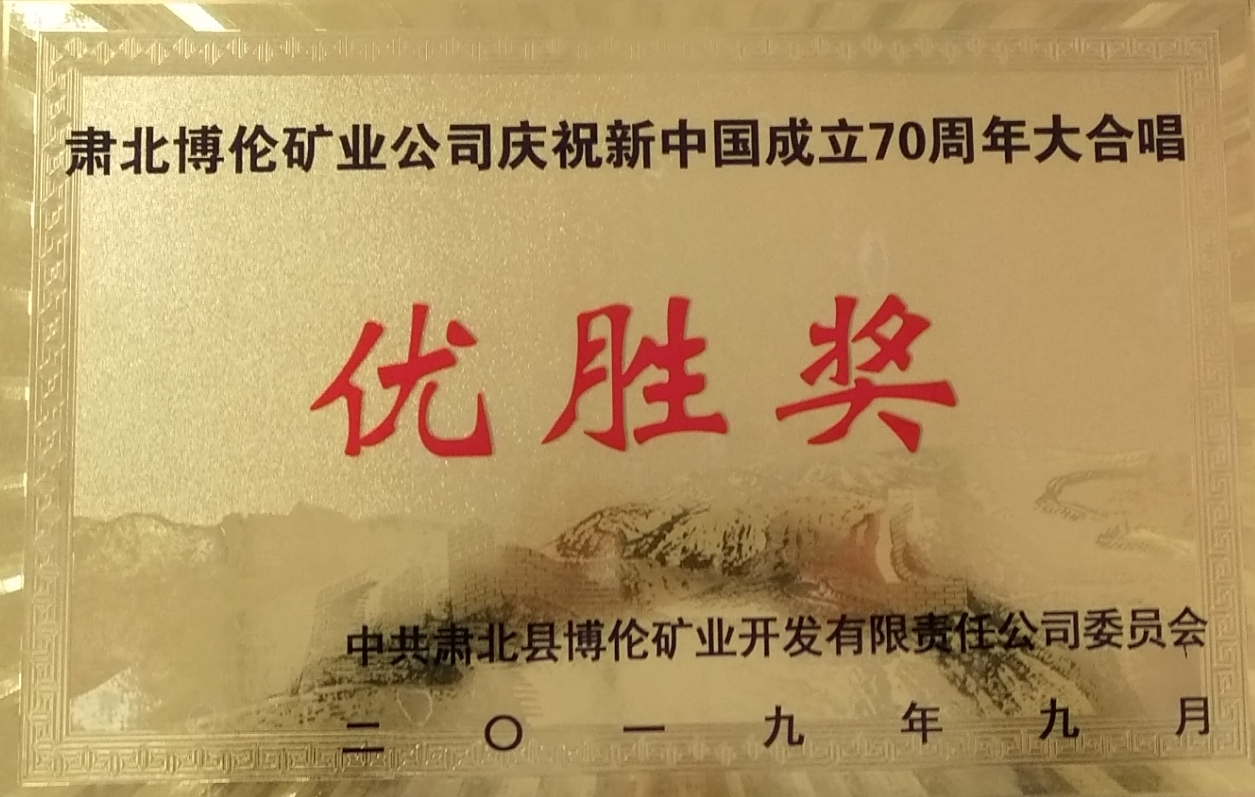 肃北博伦矿业公司庆祝新中国成立70周年大合唱
优胜奖
中共肃北县博伦矿业开发有限责任公司委员会
二〇一九年九月